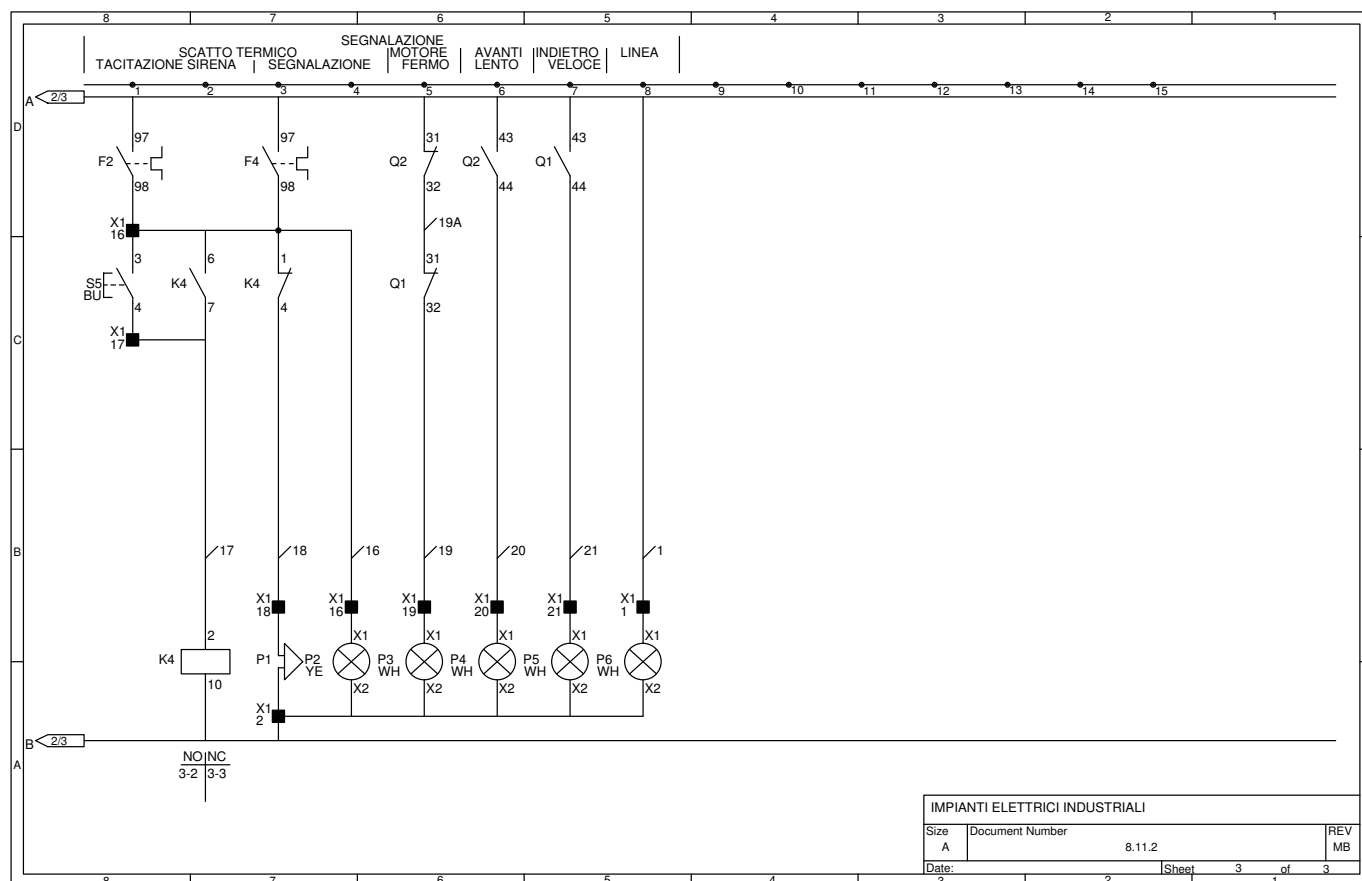 8 7 6 5 4 3 2 1
SEGNALAZIONE
SCATTO TERMICO MOTORE AVANTI INDIETRO LINEA
TACITAZIONE SIRENA SEGNALAZIONE FERMO LENTO VELOCE
A 2/3 1 2 3 4 5 6 7 8 9 10 11 12 13 14 15
D
97 97 31 43 43
F2 F4 Q2 Q2 Q1
98 98 32 44 44
X1 19A
16
3 6 1 31
S5 K4 K4 Q1
BU
4 7 4 32
X1
17
C
B 17 18 16 19 20 21 1
X1 X1 X1 X1 X1 X1
18 16 19 20 21 1
2 X1 X1 X1 X1 X1
K4 P1 P2 P3 P4 P5 P6
YE WH WH WH WH
10 X2 X2 X2 X2 X2
X1
2
B 2/3
A
NO NC
3-2 3-3
IMPIANTI ELETTRICI INDUSTRIALI
Size Document Number REV
A 8.11.2 MB
Date: Sheet 3 of 3
8 7 6 5 4 3 2 1